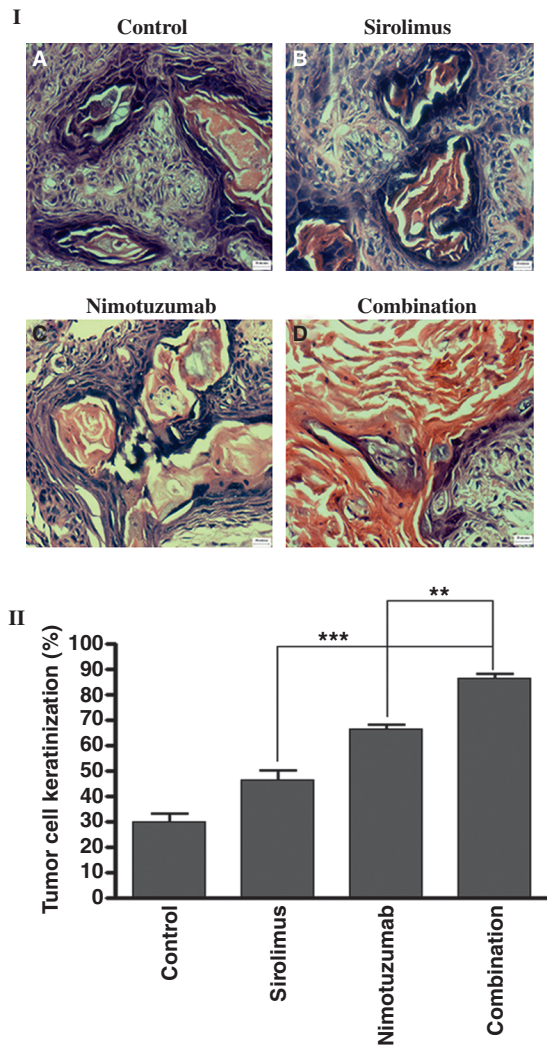 I
Control
Sirolimus
A
B
Nimotuzumab
Combination
C
D
II
**
***
Tumor cell keratinization (%)
100
90
80
70
60
50
40
30
20
10
0
Control
Sirolimus
Nimotuzumab
Combination